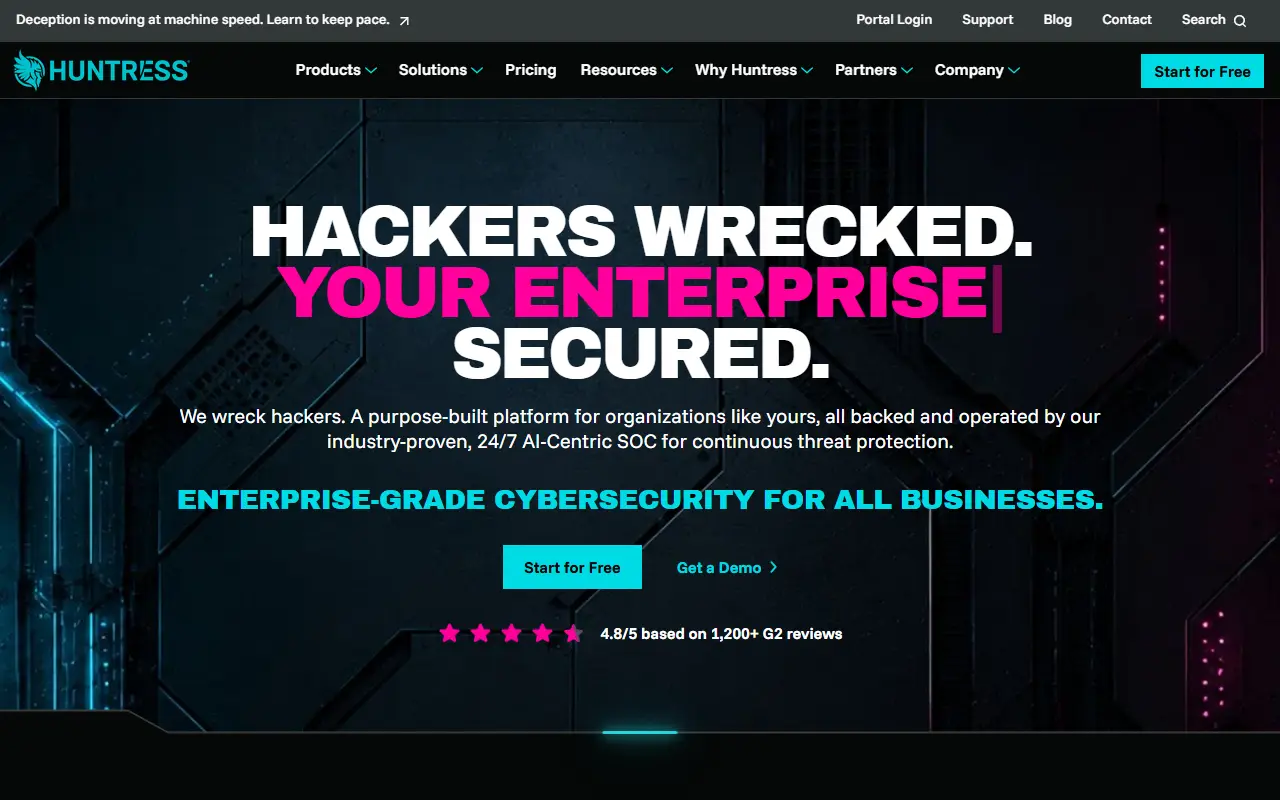 Deception is moving at machine speed. Learn to keep pace.
Portal Login Support Blog Contact Search
HUNTRESS
Products Solutions Pricing Resources Why Huntress Partners Company
Start for Free
HACKERS WRECKED.
YOUR ENTERPRISE
SECURED.
We wreck hackers. A purpose-built platform for organizations like yours, all backed and operated by our
industry-proven, 24/7 AI-Centric SOC for continuous threat protection.
ENTERPRISE-GRADE CYBERSECURITY FOR ALL BUSINESSES.
Start for Free Get a Demo
4.8/5 based on 1,200+ G2 reviews